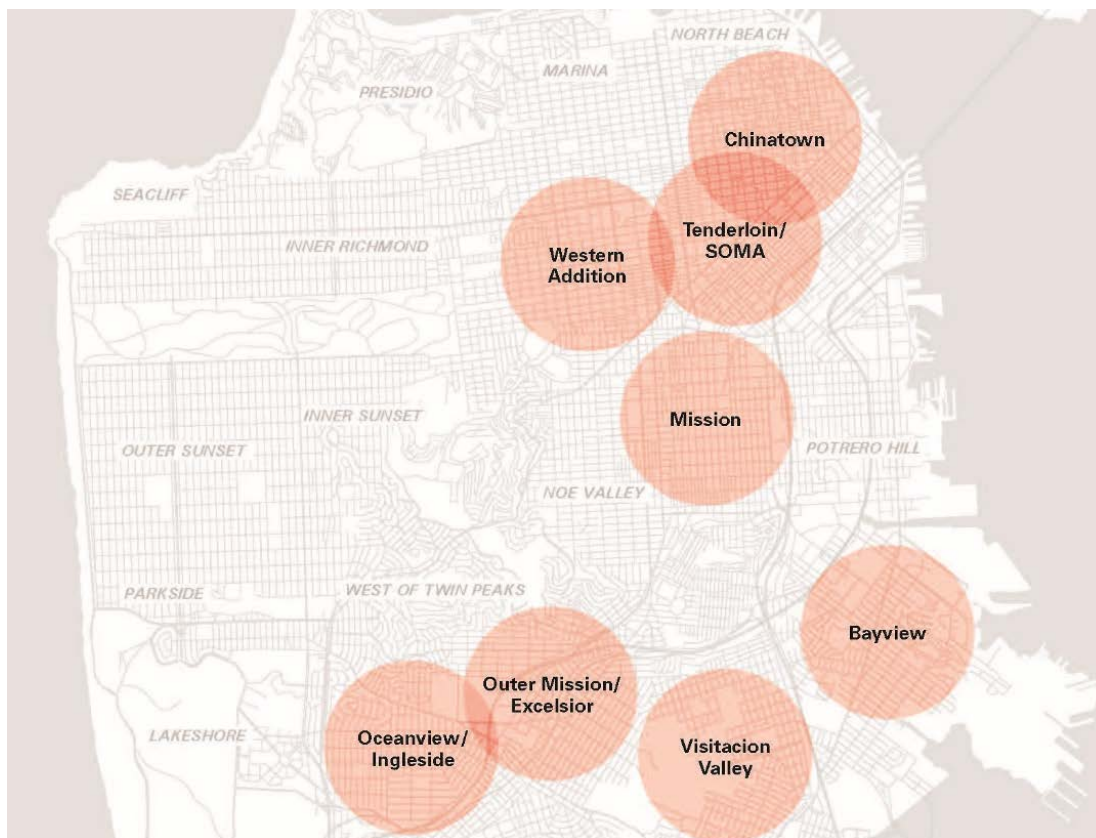 NORTH BEACH
MARINA
PRESIDIO
Chinatown
SEACLIFF
INNER RICHMOND
Tenderloin/
SOMA
Western
Addition
INNER SUNSET
Mission
OUTER SUNSET
POTRERO HILL
NOE VALLEY
PARKSIDE
WEST OF TWIN PEAKS
Bayview
Outer Mission/
Excelsior
LAKESHORE
Oceanview/
Ingleside
Visitacion
Valley